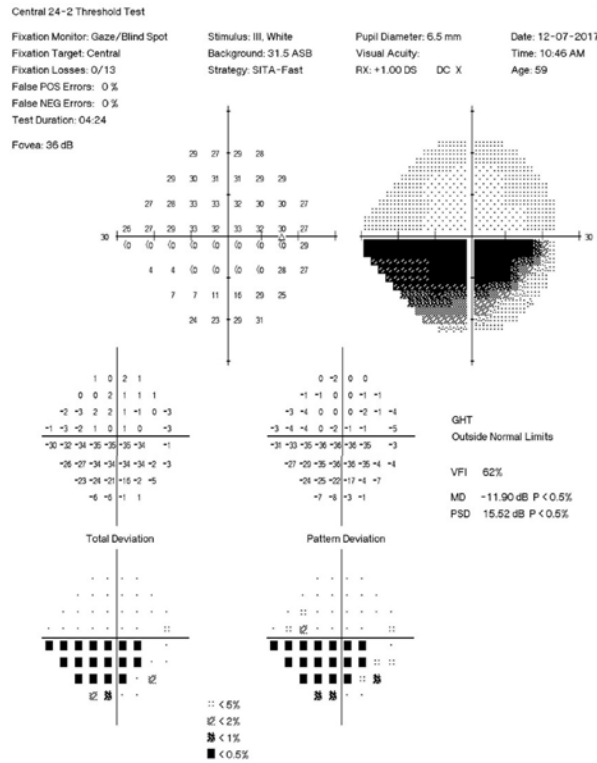 Central 24-2 Threshold Test
Fixation Monitor: Gaze/Blind Spot Stimulus: III, White Pupil Diameter: 6.5 mm Date: 12-07-2017
Fixation Target: Central Background: 31.5 ASB Visual Acuity: Time: 10:46 AM
Fixation Losses: 0/13 Strategy: SITA-Fast RX: +1.00 DS DC X Age: 59
False POS Errors: 0 %
False NEG Errors: 0 %
Test Duration: 04:24
Fovea: 36 dB
29 27 29 28
29 30 31 31 29 29
27 28 33 33 32 30 30 27
26 27 29 33 32 33 32 30 27
30 30
(0 (0 (0 (0 (0 (0 (0 29
4 4 (0 (0 (0 (0 28 27
7 7 11 16 29 25
24 23 29 31
1 0 2 1 0 -2 0 0
0 0 2 1 1 1 -1 -1 0 0 -1 -1
-2 -3 2 2 1 0 1 -3 -3 -4 0 0 0 -2 -1 -4
-1 -3 -2 1 -1 0 -1 -3 -5
-30 -32 -34 -35 -35 -35 -34 -1 -31 -33 -35 -36 -36 -36 -35 -3
-26 -27 -34 -34 -34 -34 -2 -3 -27 -29 -35 -36 -36 -35 -4 -4
-23 -24 -21 -16 -2 -5 -24 -25 -22 -17 -4 -7
-6 -6 -1 1 -7 -8 -3 -1
GHT
Outside Normal Limits
VFI 62%
MD -11.90 dB P < 0.5%
PSD 15.52 dB P < 0.5%
Total Deviation Pattern Deviation
< 5%
< 2%
< 1%
< 0.5%